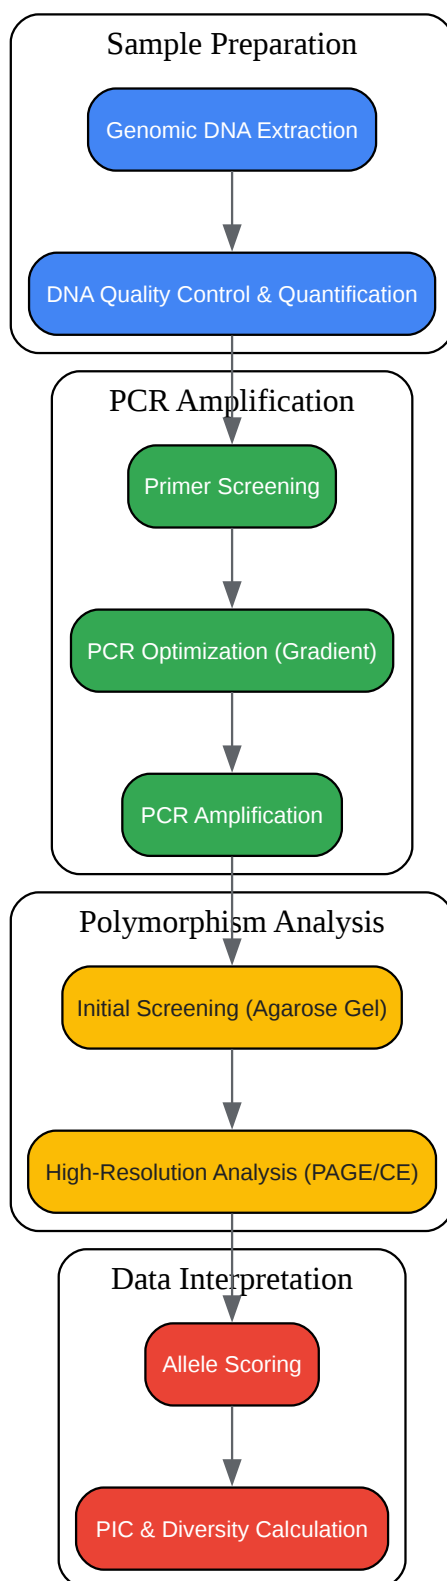 Sample Preparation
Genomic DNA Extraction
DNA Quality Control & Quantification
PCR Amplification
Primer Screening
PCR Optimization (Gradient)
PCR Amplification
Polymorphism Analysis
Initial Screening (Agarose Gel)
High-Resolution Analysis (PAGE/CE)
Data Interpretation
Allele Scoring
PIC & Diversity Calculation